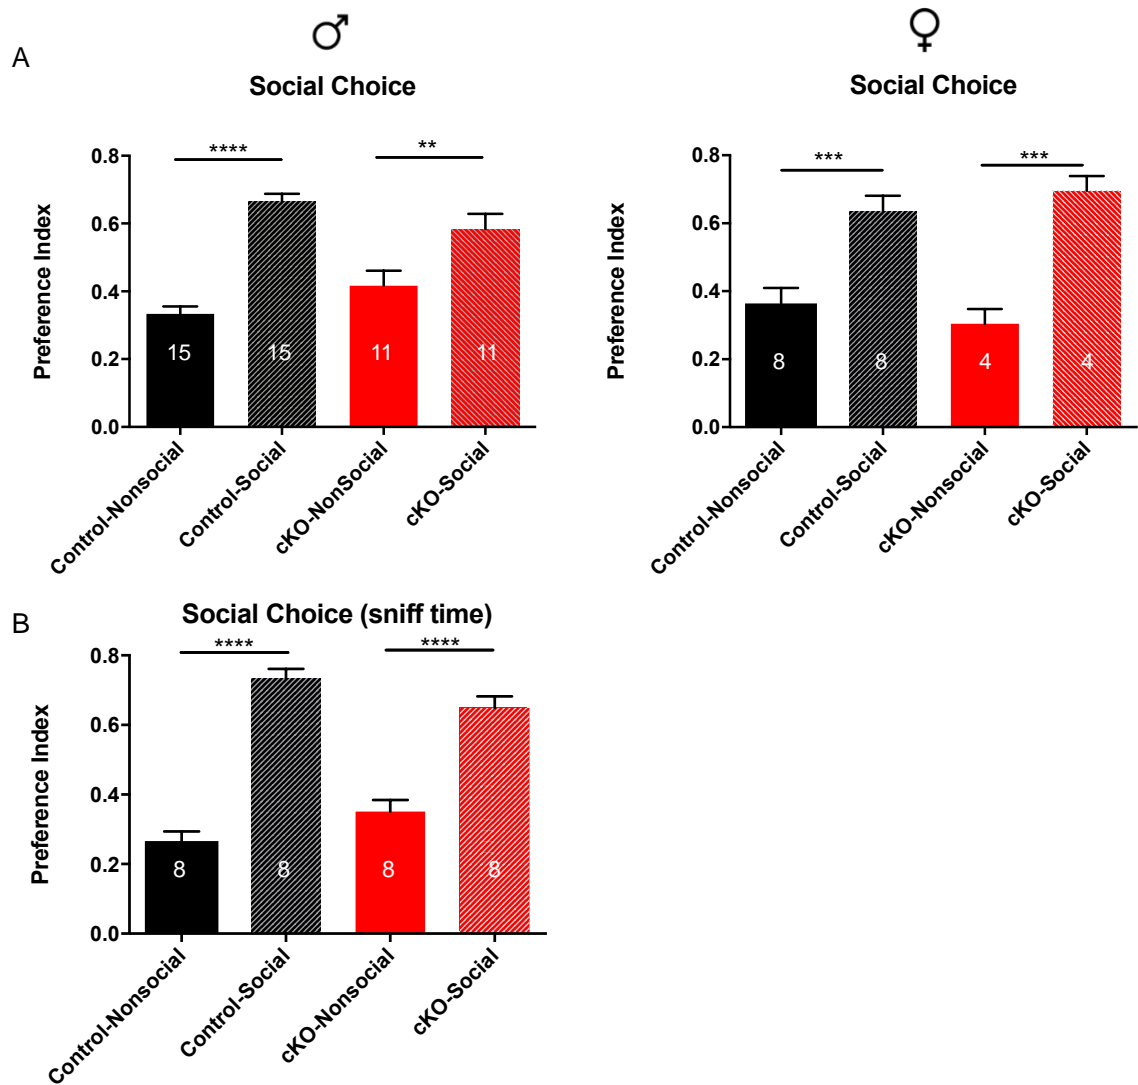 ♂
♀
A
Social Choice
Social Choice
Preference Index
0.8
0.6
0.4
0.2
0.0
****
**
15
15
11
11
Control-Nonsocial
Control-Social
cKO-NonSocial
cKO-Social
Preference Index
0.8
0.6
0.4
0.2
0.0
***
***
8
8
4
4
Control-Nonsocial
Control-Social
cKO-Nonsocial
cKO-Social
B
Social Choice (sniff time)
Preference Index
0.8
0.6
0.4
0.2
0.0
****
****
8
8
8
8
Control-Nonsocial
Control-Social
cKO-Nonsocial
cKO-Social